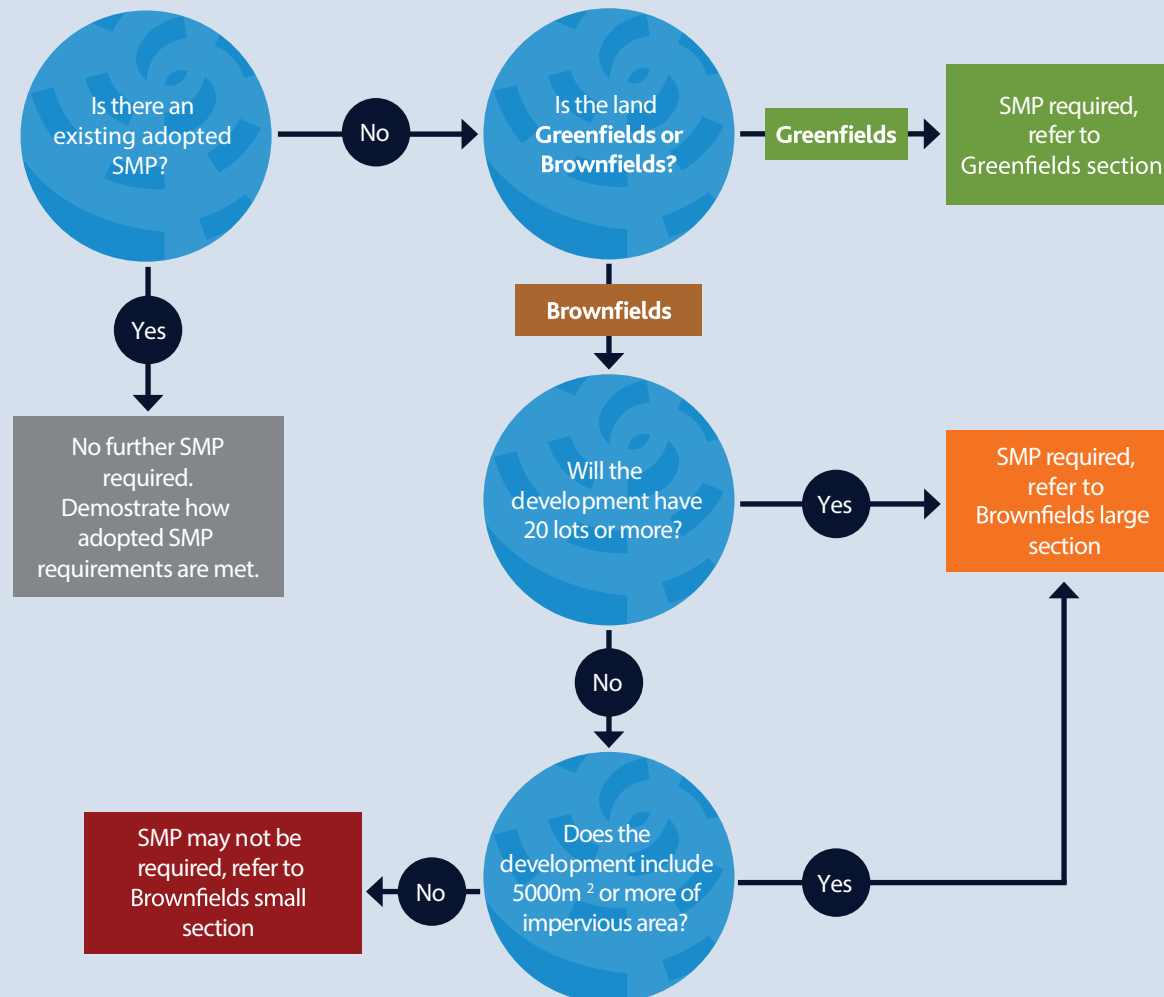 Is there an
existing adopted
SMP?
No
Is the land
Greenfields or
Brownfields?
Greenfields
SMP required,
refer to
Greenfields section
Yes
Brownfields
No further SMP
required.
Demostrate how
adopted SMP
requirements are met.
Will the
development have
20 lots or more?
Yes
SMP required,
refer to
Brownfields large
section
No
SMP may not be
required, refer to
Brownfields small
section
No
Does the
development include
5000m ² or more of
impervious area?
Yes